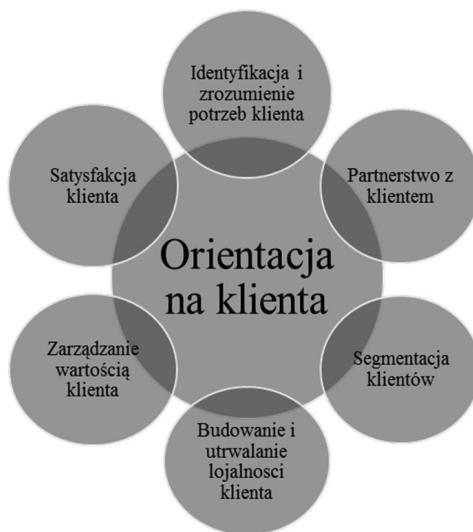 Identyfikacja i
zrozumienie
potrzeb klienta
Partnerstwo z
klientem
Segmentacja
klientów
Budowanie i
utrwalanie
lojalnosci
klienta
Zarządzanie
wartością
klienta
Satysfakcja
klienta
Orientacja
na klienta